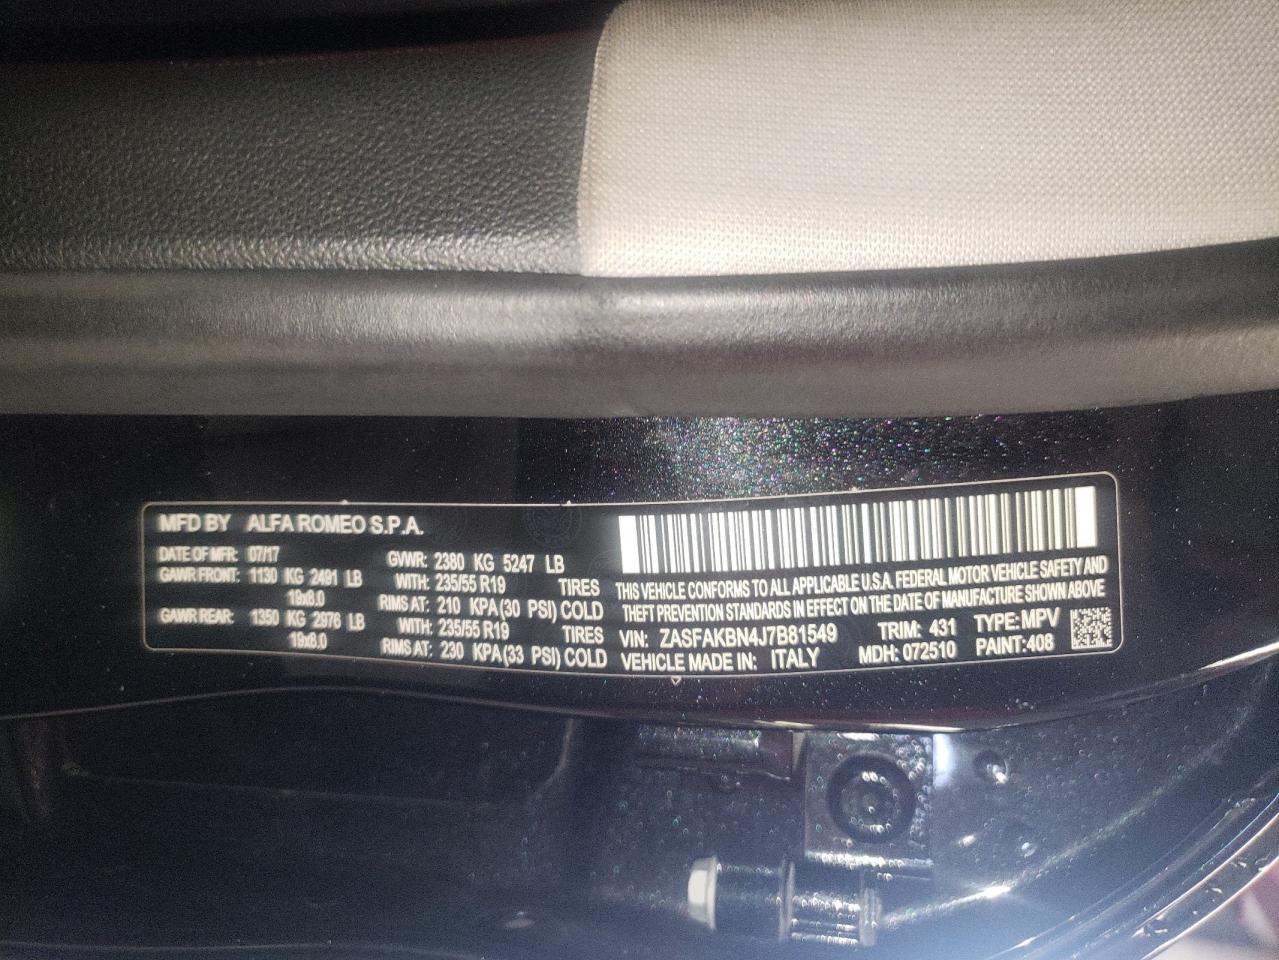 MFD BY ALFA ROMEO S.P.A.
DATE OF MFR: 07/17 GVWR: 2380 KG 5247 LB
GAWR FRONT: 1130 KG 2491 LB WITH: 235/55 R19 TIRES
19x8.0 RIMS AT: 210 KPA(30 PSI) COLD
GAWR REAR: 1350 KG 2976 LB WITH: 235/55 R19 TIRES
19x8.0 RIMS AT: 230 KPA(33 PSI) COLD
THIS VEHICLE CONFORMS TO ALL APPLICABLE U.S.A. FEDERAL MOTOR VEHICLE SAFETY AND
THEFT PREVENTION STANDARDS IN EFFECT ON THE DATE OF MANUFACTURE SHOWN ABOVE
VIN: ZASFAKBN4J7B81549 TRIM: 431 TYPE: MPV
VEHICLE MADE IN: ITALY MDH: 072510 PAINT:408